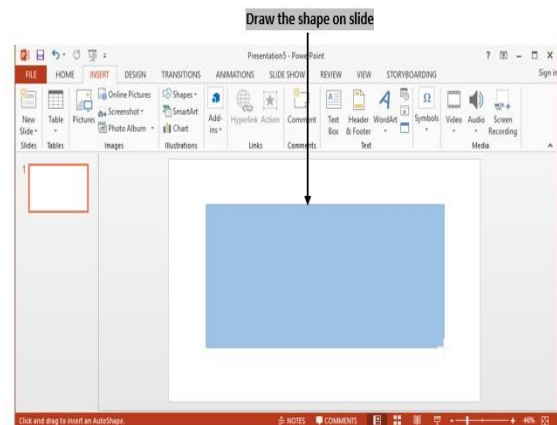 Draw the shape on slide
Presentation5 - PowerPoint
FILE HOME INSERT DESIGN TRANSITIONS ANIMATIONS SLIDE SHOW REVIEW VIEW STORYBOARDING Sign in
New Slide
Table
Pictures
Online Pictures
Screenshot
Photo Album
Shapes
SmartArt
Chart
Add-ins
Hyperlink
Action
Comment
Text Box
Header & Footer
WordArt
Symbols
Video
Audio
Screen Recording
Slides Tables Images Illustrations Links Comments Text Media
1
Click and drag to insert an AutoShape. NOTES COMMENTS 46%